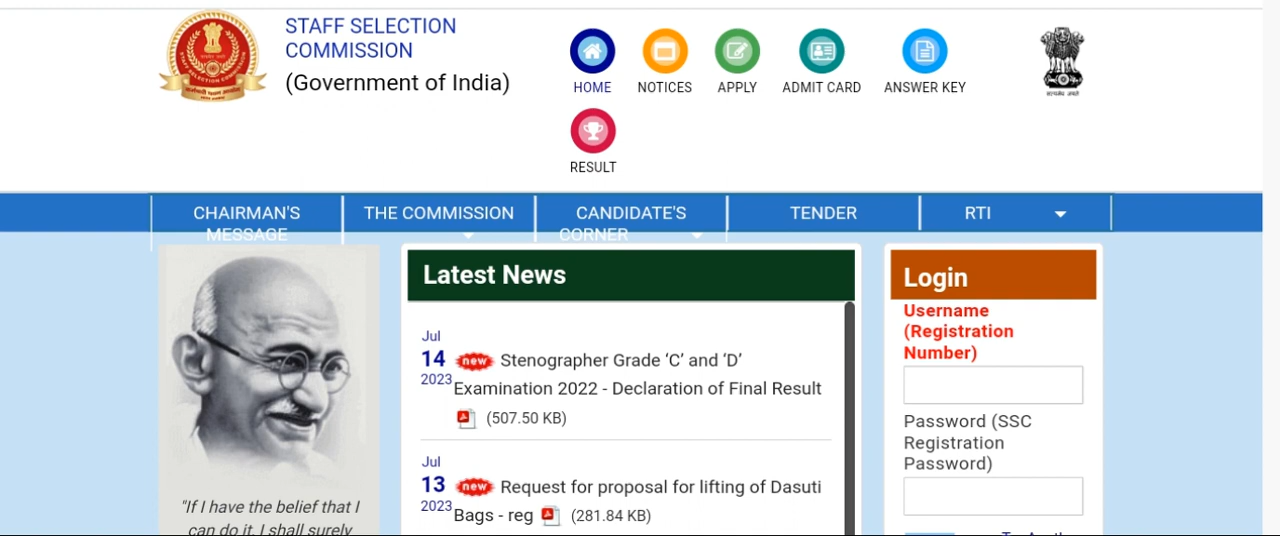 STAFF SELECTION
COMMISSION
(Government of India)
HOME
NOTICES
APPLY
ADMIT CARD
ANSWER KEY
RESULT
CHAIRMAN'S
MESSAGE
THE COMMISSION
CANDIDATE'S
CORNER
TENDER
RTI
"If I have the belief that I
can do it, I shall surely
Latest News
Jul
14
2023
new Stenographer Grade ‘C’ and ‘D’
Examination 2022 - Declaration of Final Result
(507.50 KB)
Jul
13
2023
new Request for proposal for lifting of Dasuti
Bags - reg (281.84 KB)
Login
Username
(Registration
Number)
Password (SSC
Registration
Password)